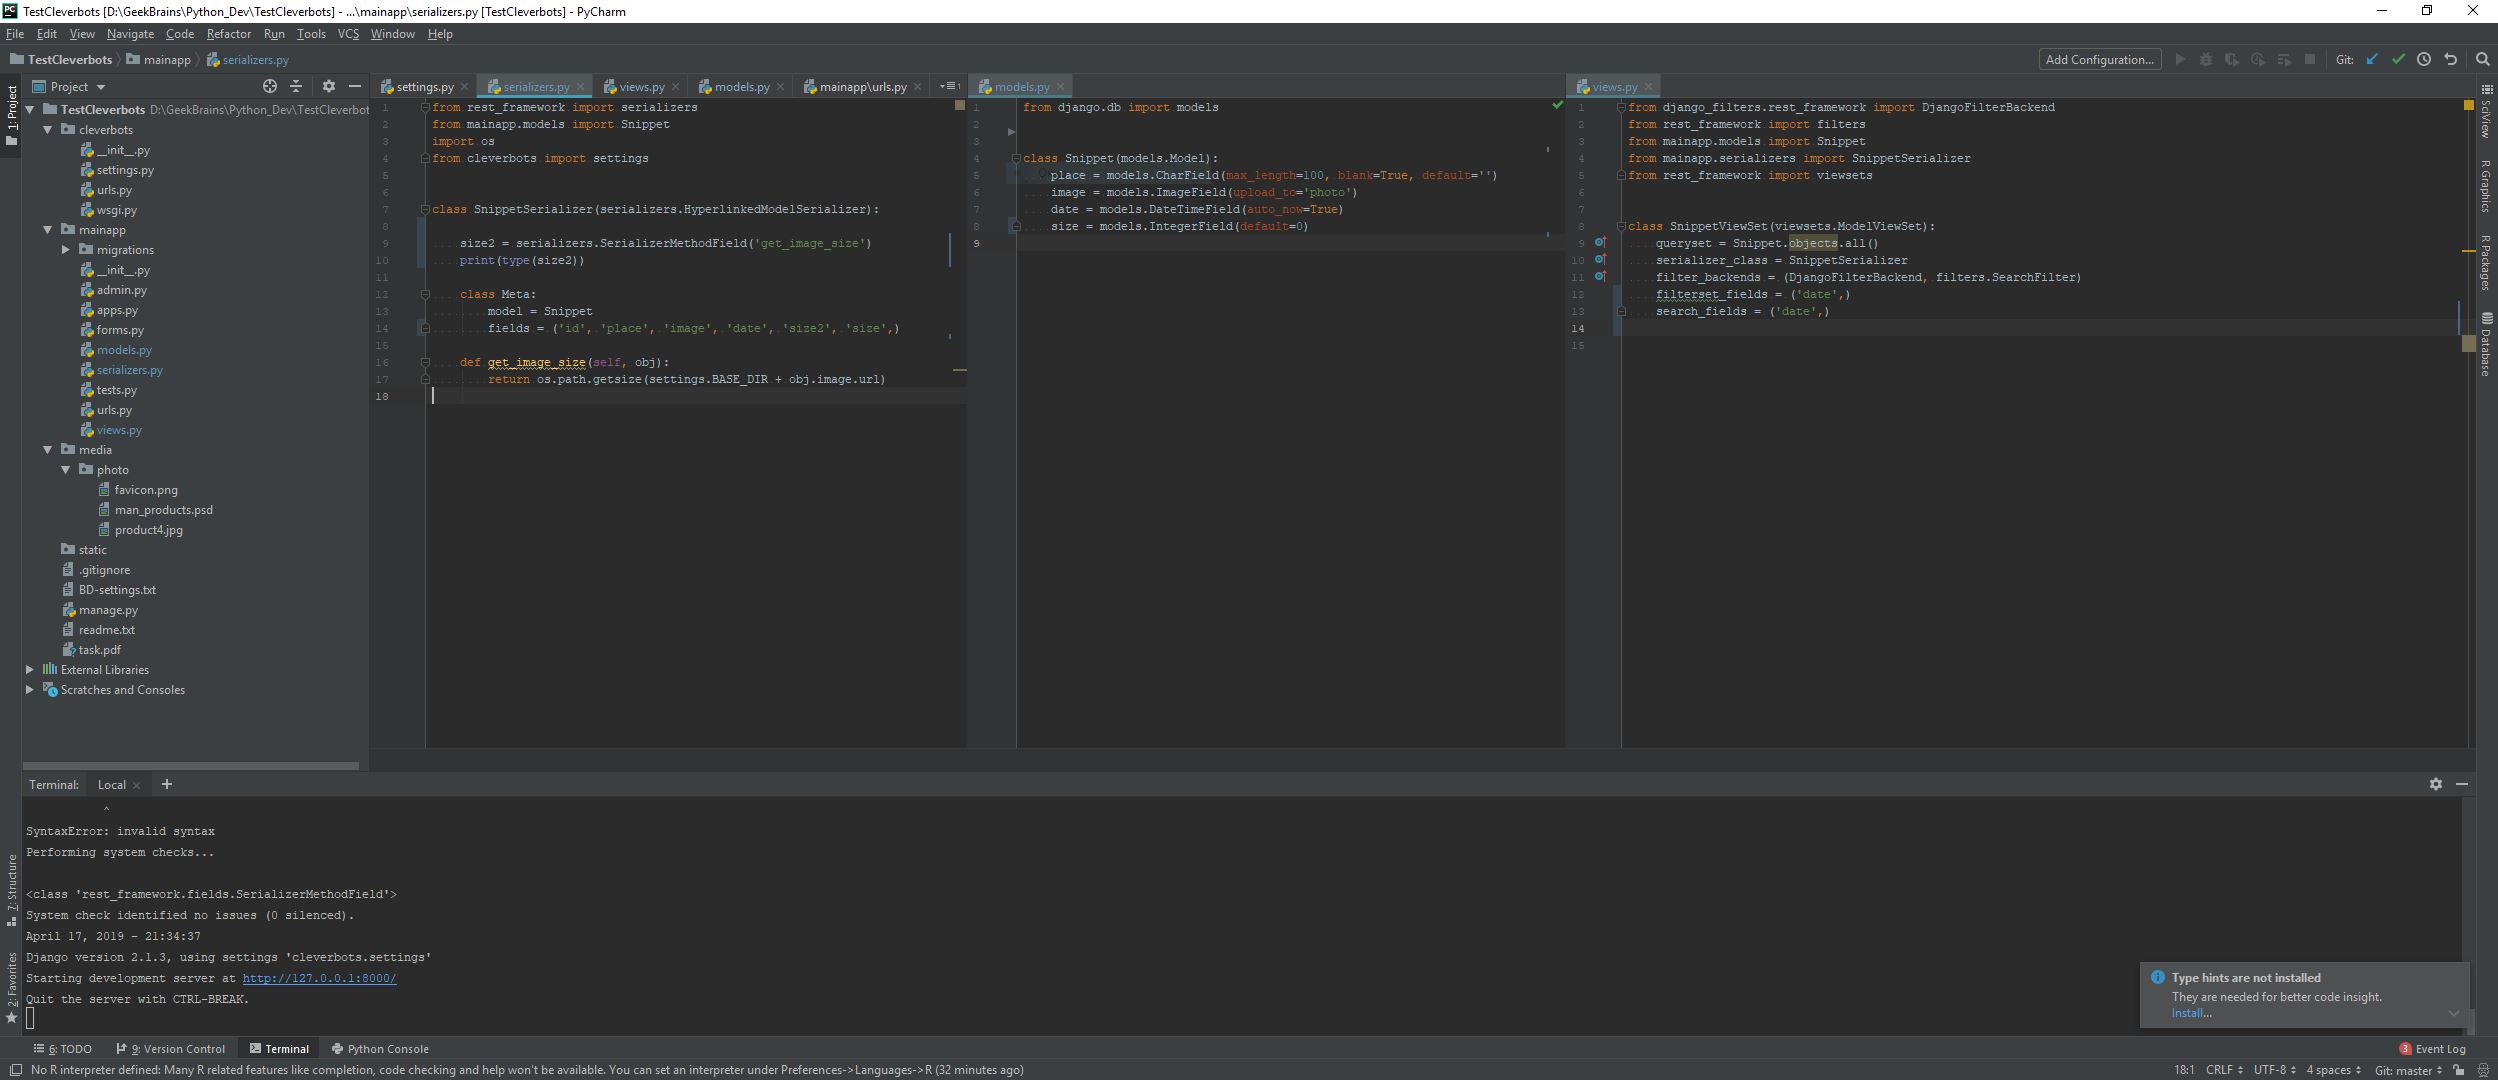 TestCleverbots [D:\GeekBrains\Python_Dev\TestCleverbots] - ...\mainapp\serializers.py [TestCleverbots] - PyCharm
File Edit View Navigate Code Refactor Run Tools VCS Window Help
TestCleverbots mainapp serializers.py
Add Configuration... Git:
Project
1: Project
TestCleverbots D:\GeekBrains\Python_Dev\TestCleverbot
cleverbots
__init__.py
settings.py
urls.py
wsgi.py
mainapp
migrations
__init__.py
admin.py
apps.py
forms.py
models.py
serializers.py
tests.py
urls.py
views.py
media
photo
favicon.png
man_products.psd
product4.jpg
static
.gitignore
BD-settings.txt
manage.py
readme.txt
task.pdf
External Libraries
Scratches and Consoles
settings.py serializers.py views.py models.py mainapp\urls.py
1 from rest_framework import serializers
2 from mainapp.models import Snippet
3 import os
4 from cleverbots import settings
5
6
7 class SnippetSerializer(serializers.HyperlinkedModelSerializer):
8
9 size2 = serializers.SerializerMethodField('get_image_size')
10 print(type(size2))
11
12 class Meta:
13 model = Snippet
14 fields = ('id', 'place', 'image', 'date', 'size2', 'size',)
15
16 def get_image_size(self, obj):
17 return os.path.getsize(settings.BASE_DIR + obj.image.url)
18
models.py
1 from django.db import models
2
3
4 class Snippet(models.Model):
5 place = models.CharField(max_length=100, blank=True, default='')
6 image = models.ImageField(upload_to='photo')
7 date = models.DateTimeField(auto_now=True)
8 size = models.IntegerField(default=0)
9
views.py
1 from django_filters.rest_framework import DjangoFilterBackend
2 from rest_framework import filters
3 from mainapp.models import Snippet
4 from mainapp.serializers import SnippetSerializer
5 from rest_framework import viewsets
6
7
8 class SnippetViewSet(viewsets.ModelViewSet):
9 queryset = Snippet.objects.all()
10 serializer_class = SnippetSerializer
11 filter_backends = (DjangoFilterBackend, filters.SearchFilter)
12 filterset_fields = ('date',)
13 search_fields = ('date',)
14
15
SciView
R Graphics
R Packages
Database
Terminal: Local +
^
SyntaxError: invalid syntax
Performing system checks...
<class 'rest_framework.fields.SerializerMethodField'>
System check identified no issues (0 silenced).
April 17, 2019 - 21:34:37
Django version 2.1.3, using settings 'cleverbots.settings'
Starting development server at http://127.0.0.1:8000/
Quit the server with CTRL-BREAK.
7: Structure
2: Favorites
Type hints are not installed
They are needed for better code insight.
Install...
6: TODO 9: Version Control Terminal Python Console 3 Event Log
No R interpreter defined: Many R related features like completion, code checking and help won't be available. You can set an interpreter under Preferences->Languages->R (32 minutes ago) 18:1 CRLF UTF-8 4 spaces Git: master